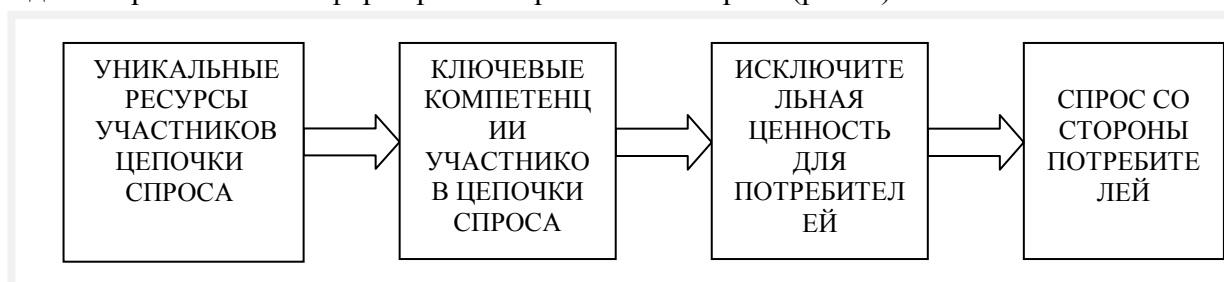 УНИКАЛЬНЫЕ
РЕСУРСЫ
УЧАСТНИКОВ
ЦЕПОЧКИ
СПРОСА
КЛЮЧЕВЫЕ
КОМПЕТЕНЦ
ИИ
УЧАСТНИКО
В ЦЕПОЧКИ
СПРОСА
ИСКЛЮЧИТЕ
ЛЬНАЯ
ЦЕННОСТЬ
ДЛЯ
ПОТРЕБИТЕЛ
ЕЙ
СПРОС СО
СТОРОНЫ
ПОТРЕБИТЕ
ЛЕЙ